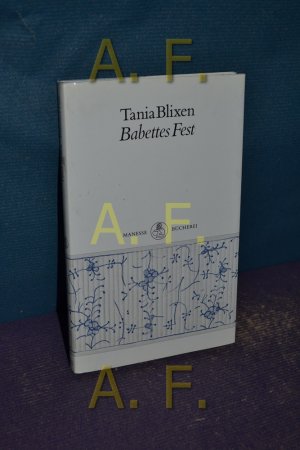 A. F.
Tania Blixen
Babettes Fest
A. F.
MANESSE BÜCHEREI
A. F.